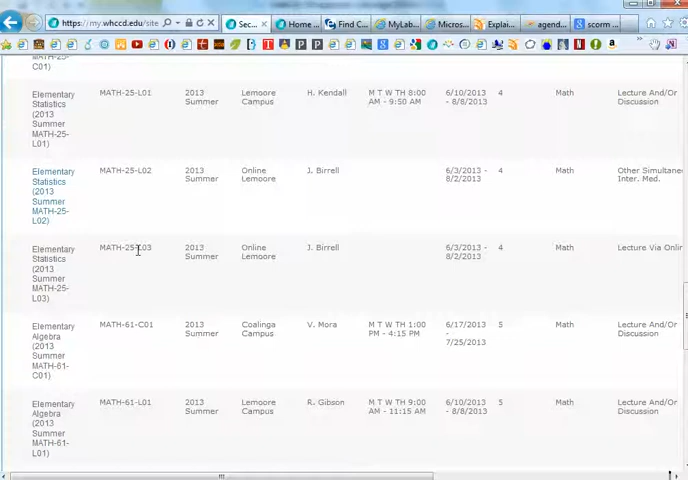 https://my.whccd.edu/site
Sec...
Home ...
Find C...
MyLab...
Micros...
Explai...
agend...
scorm ...
MATH-25-
C01)
Elementary
Statistics
(2013
Summer
MATH-25-
L01)
MATH-25-L01
2013
Summer
Lemoore
Campus
H. Kendall
M T W TH 8:00
AM - 9:50 AM
6/10/2013
- 8/8/2013
4
Math
Lecture And/Or
Discussion
Elementary
Statistics
(2013
Summer
MATH-25-
L02)
MATH-25-L02
2013
Summer
Online
Lemoore
J. Birrell
6/3/2013 -
8/2/2013
4
Math
Other Simultane
Inter. Med.
Elementary
Statistics
(2013
Summer
MATH-25-
L03)
MATH-25-L03
2013
Summer
Online
Lemoore
J. Birrell
6/3/2013 -
8/2/2013
4
Math
Lecture Via Onlin
Elementary
Algebra
(2013
Summer
MATH-61-
C01)
MATH-61-C01
2013
Summer
Coalinga
Campus
V. Mora
M T W TH 1:00
PM - 4:15 PM
6/17/2013
-
7/25/2013
5
Math
Lecture And/Or
Discussion
Elementary
Algebra
(2013
Summer
MATH-61-
L01)
MATH-61-L01
2013
Summer
Lemoore
Campus
R. Gibson
M T W TH 9:00
AM - 11:15 AM
6/10/2013
- 8/8/2013
5
Math
Lecture And/Or
Discussion